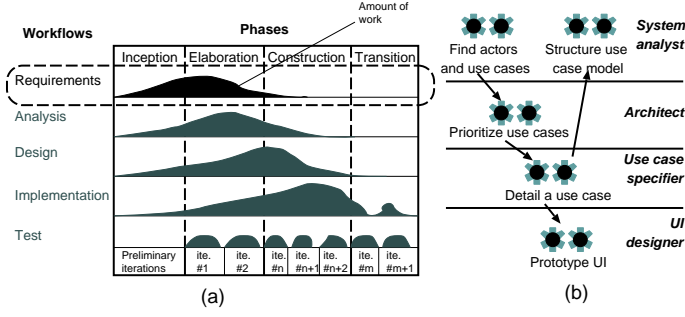 Amount of
work
Workflows
Phases
Inception
Elaboration
Construction
Transition
Requirements
Analysis
Design
Implementation
Test
Preliminary
iterations
ite.
#1
ite.
#2
ite.
#n
ite.
#n+1
ite.
#n+2
ite.
#m
ite.
#m+1
(a)
System
analyst
Find actors
and use cases
Structure use
case model
Architect
Prioritize use cases
Use case
specifier
Detail a use case
UI
designer
Prototype UI
(b)